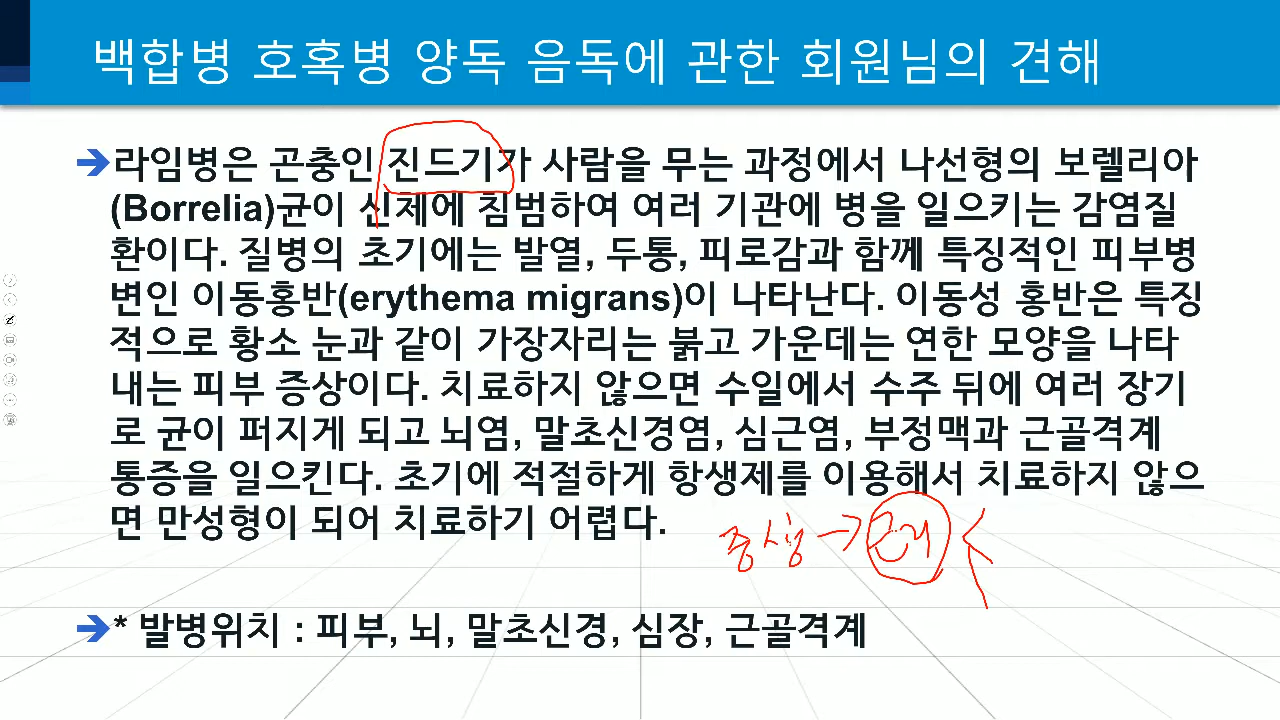 백합병 호혹병 양독 음독에 관한 회원님의 견해
라임병은 곤충인 진드기가 사람을 무는 과정에서 나선형의 보렐리아
(Borrelia)균이 신체에 침범하여 여러 기관에 병을 일으키는 감염질
환이다. 질병의 초기에는 발열, 두통, 피로감과 함께 특징적인 피부병
변인 이동홍반(erythema migrans)이 나타난다. 이동성 홍반은 특징
적으로 황소 눈과 같이 가장자리는 붉고 가운데는 연한 모양을 나타
내는 피부 증상이다. 치료하지 않으면 수일에서 수주 뒤에 여러 장기
로 균이 퍼지게 되고 뇌염, 말초신경염, 심근염, 부정맥과 근골격계
통증을 일으킨다. 초기에 적절하게 항생제를 이용해서 치료하지 않으
면 만성형이 되어 치료하기 어렵다.
증상 →
* 발병위치 : 피부, 뇌, 말초신경, 심장, 근골격계